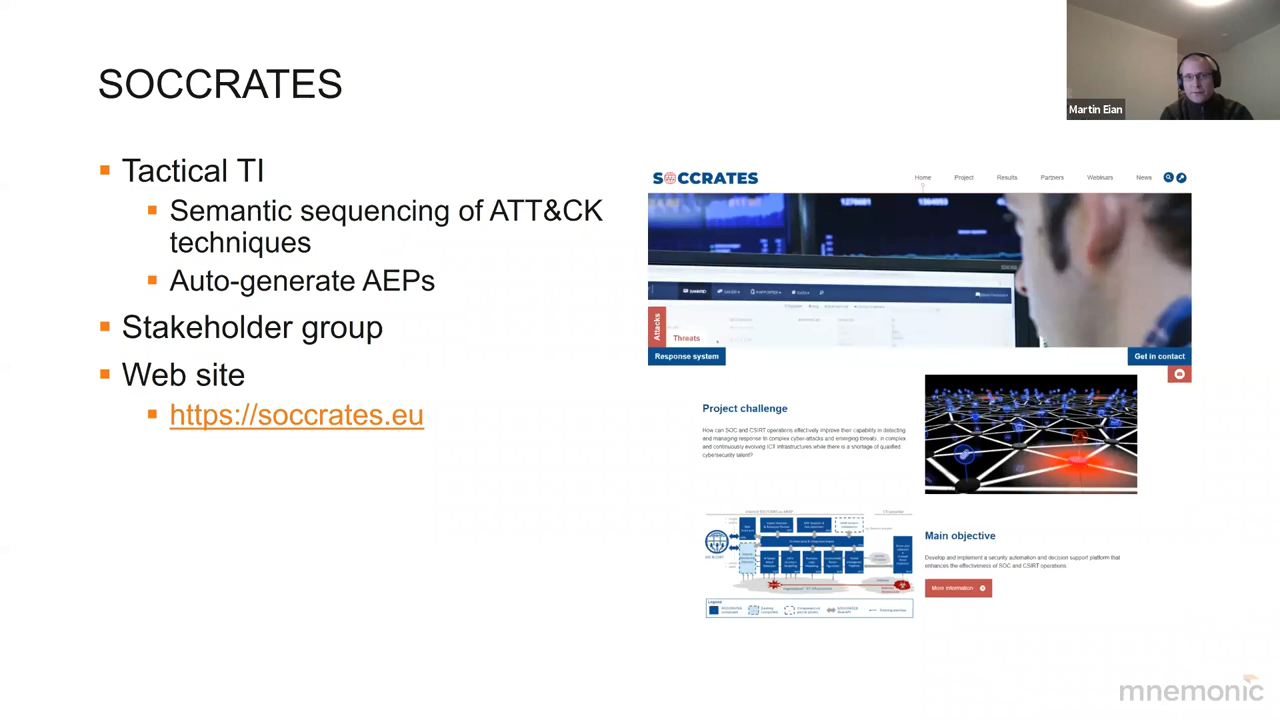 SOCCRATES
Martin Eian
Tactical TI
Semantic sequencing of ATT&CK
techniques
Auto-generate AEPs
Stakeholder group
Web site
https://soccrates.eu
SOCCRATES
Home Project Results Partners Webinars News
Attacks
Threats
Response system
Get in contact
Project challenge
How can SOC and CSIRT operations effectively improve their capability in detecting
and managing response to complex cyber-attacks and emerging threats, in complex
and continuously evolving ICT infrastructures while there is a shortage of qualified
cybersecurity talent?
Main objective
Develop and implement a security automation and decision support platform that
enhances the effectiveness of SOC and CSIRT operations
More information
Legend
mnemonic